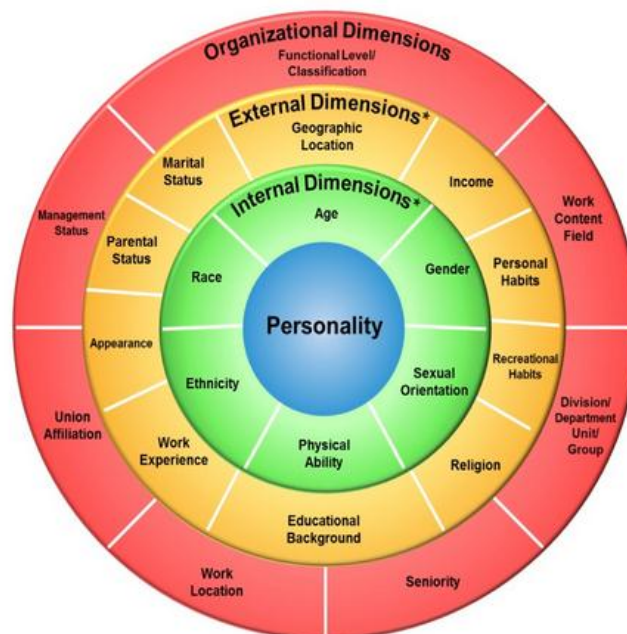 Organizational Dimensions
Functional Level/
Classification
External Dimensions*
Geographic
Location
Marital
Status
Income
Internal Dimensions*
Age
Management
Status
Work
Content
Field
Parental
Status
Personal
Habits
Race
Gender
Personality
Appearance
Recreational
Habits
Ethnicity
Sexual
Orientation
Union
Affiliation
Division/
Department
Unit/
Group
Work
Experience
Physical
Ability
Religion
Educational
Background
Work
Location
Seniority